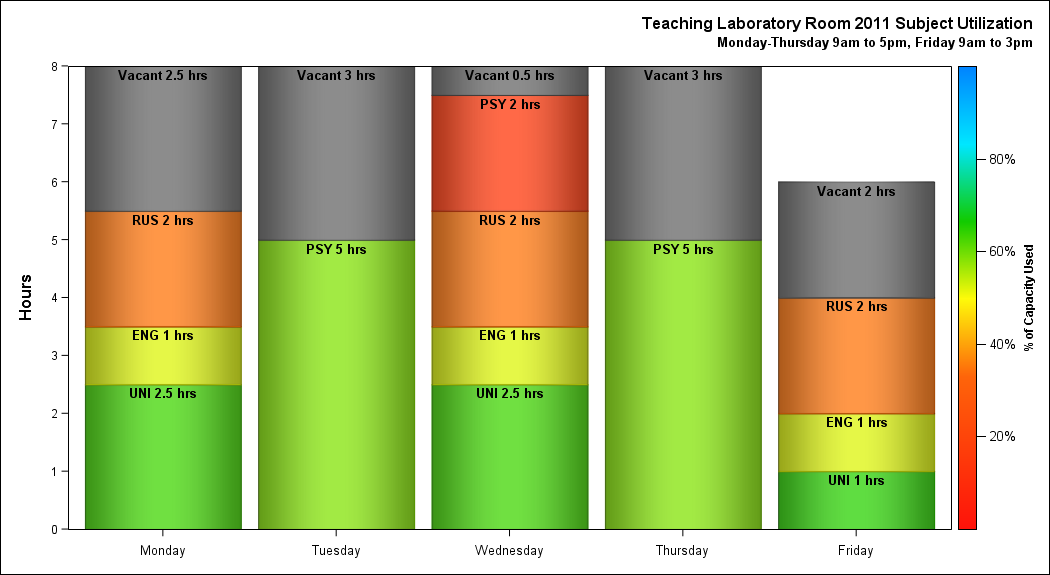 Teaching Laboratory Room 2011 Subject Utilization
Monday-Thursday 9am to 5pm, Friday 9am to 3pm
Hours
8
7
6
5
4
3
2
1
0
Vacant 2.5 hrs
RUS 2 hrs
ENG 1 hrs
UNI 2.5 hrs
Vacant 3 hrs
PSY 5 hrs
Vacant 0.5 hrs
PSY 2 hrs
RUS 2 hrs
ENG 1 hrs
UNI 2.5 hrs
Vacant 3 hrs
PSY 5 hrs
Vacant 2 hrs
RUS 2 hrs
ENG 1 hrs
UNI 1 hrs
Monday
Tuesday
Wednesday
Thursday
Friday
80%
60%
40%
20%
% of Capacity Used